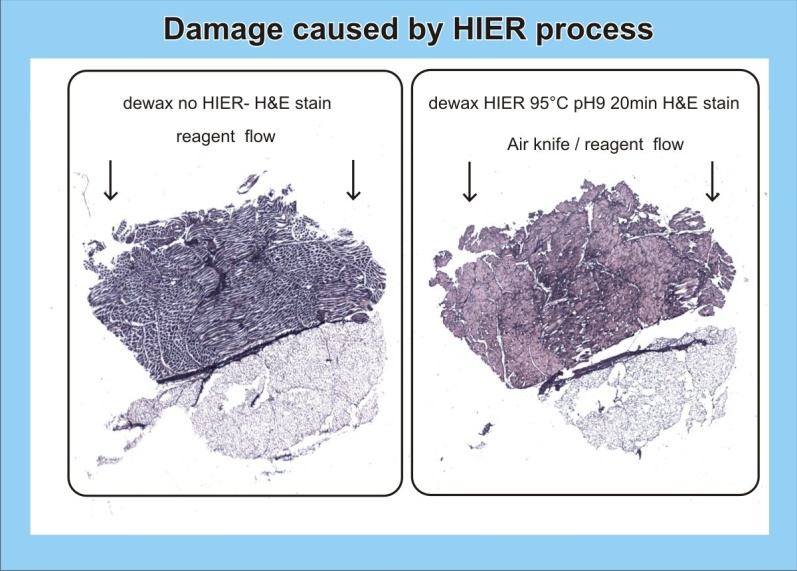 Damage caused by HIER process
dewax no HIER- H&E stain
reagent flow
dewax HIER 95°C pH9 20min H&E stain
Air knife / reagent flow